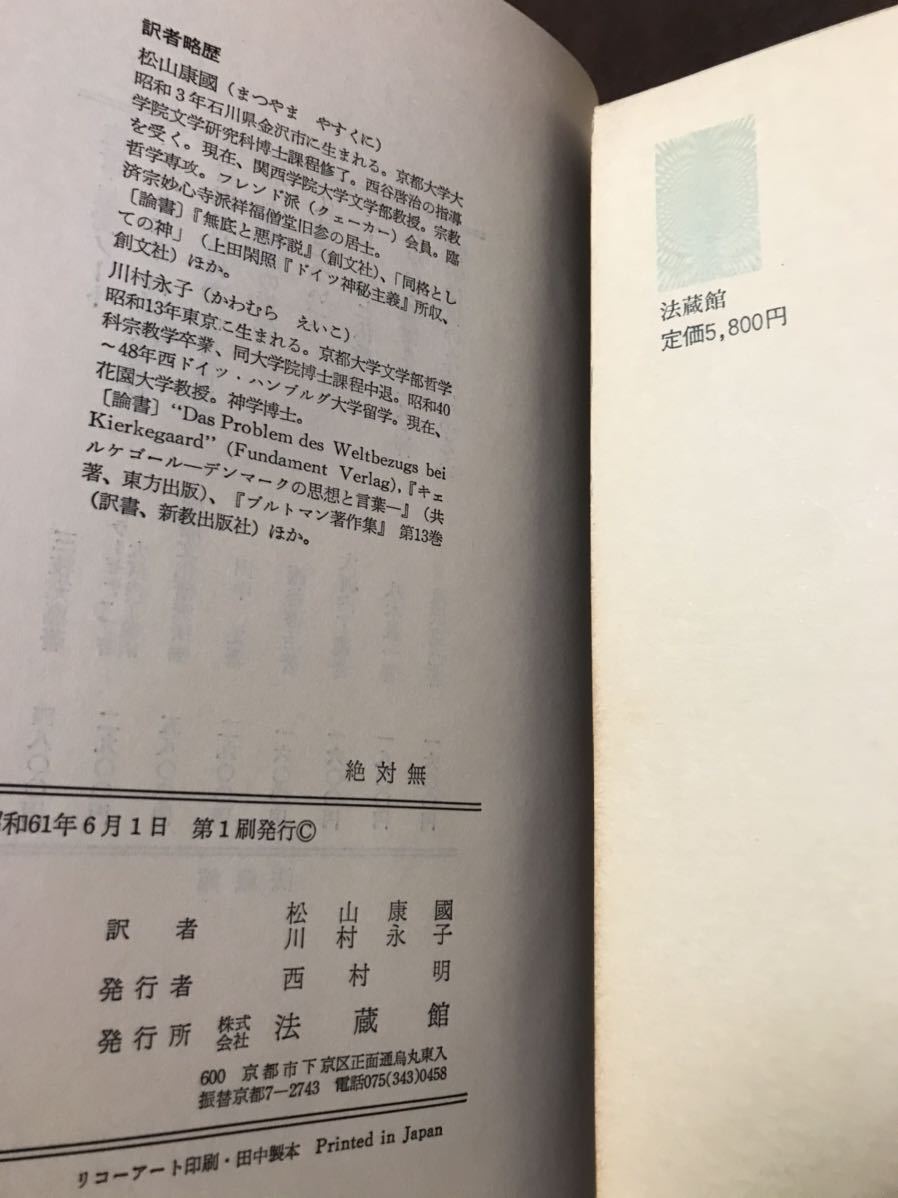 訳者略歴
松山康國（まつやま　やすくに）
昭和３年石川県金沢市に生まれる。京都大学大
学院文学研究科博士課程修了。西谷啓治の指導
を受く。現在、関西学院大学文学部教授。宗教
哲学専攻。フレンド派（クェーカー）会員。臨
済宗妙心寺派祥福僧堂旧参の居士。
［論書］『無底と悪序説』（創文社）、「同格とし
ての神」（上田閑照『ドイツ神秘主義』所収、
創文社）ほか。
川村永子（かわむら　えいこ）
昭和13年東京に生まれる。京都大学文学部哲学
科宗教学卒業、同大学院博士課程中退。昭和40
～48年西ドイツ・ハンブルグ大学留学。現在、
花園大学教授。神学博士。
［論書］“Das Problem des Weltbezugs bei
Kierkegaard” (Fundament Verlag),『キェ
ルケゴール―デンマークの思想と言葉―』（共
著、東方出版）、『ブルトマン著作集』第13巻
（訳書、新教出版社）ほか。
絶対無
昭和61年６月１日　第１刷発行©
訳者　松山康國
川村永子
発行者　西村明
発行所　株式会社　法蔵館
600　京都市下京区正面通烏丸東入
振替京都7―2743　電話075(343)0458
リコーアート印刷・田中製本　Printed in Japan
法蔵館
定価5,800円